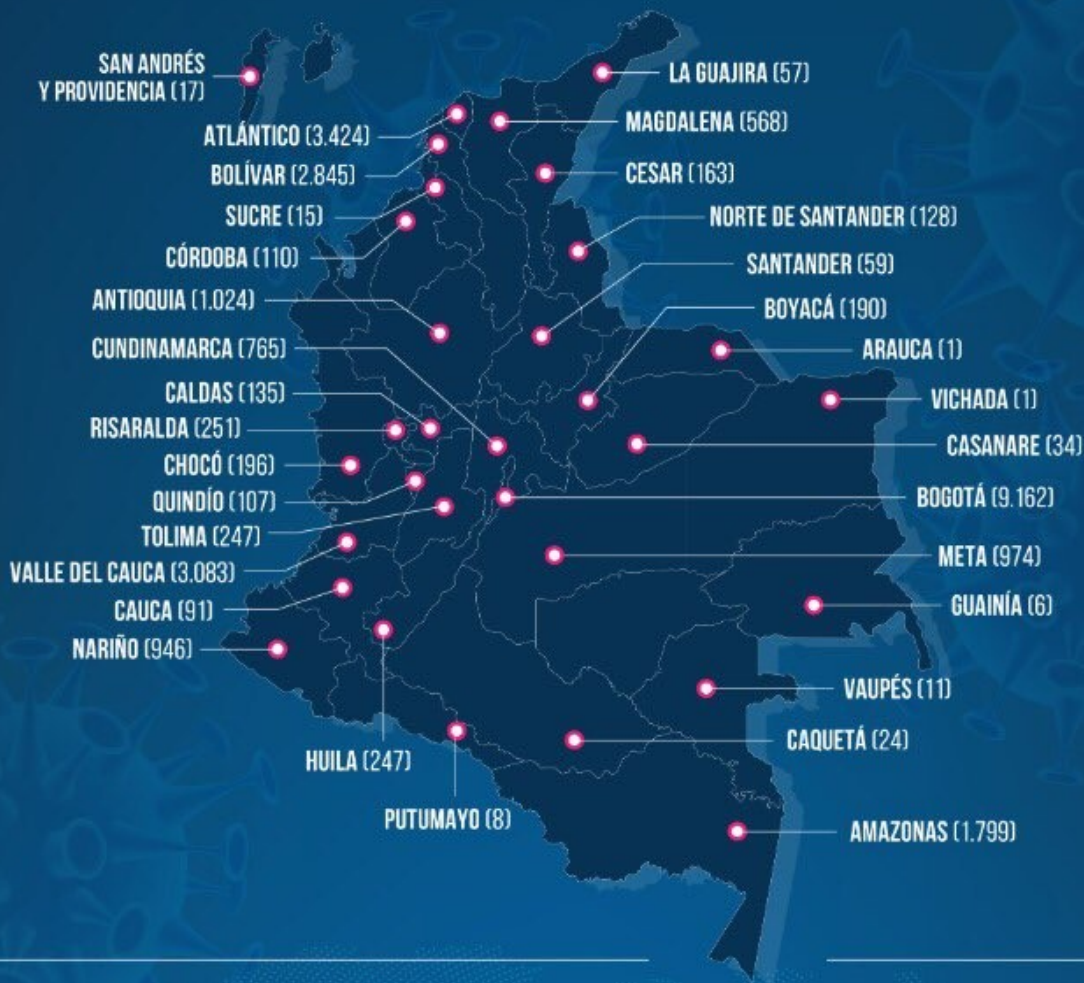 SAN ANDRÉS
Y PROVIDENCIA (17)
ATLÁNTICO (3.424)
BOLÍVAR (2.845)
SUCRE (15)
CÓRDOBA (110)
ANTIOQUIA (1.024)
CUNDINAMARCA (765)
CALDAS (135)
RISARALDA (251)
CHOCÓ (196)
QUINDÍO (107)
TOLIMA (247)
VALLE DEL CAUCA (3.083)
CAUCA (91)
NARIÑO (946)
HUILA (247)
PUTUMAYO (8)
LA GUAJIRA (57)
MAGDALENA (568)
CESAR (163)
NORTE DE SANTANDER (128)
SANTANDER (59)
BOYACÁ (190)
ARAUCA (1)
VICHADA (1)
CASANARE (34)
BOGOTÁ (9.162)
META (974)
GUAINÍA (6)
VAUPÉS (11)
CAQUETÁ (24)
AMAZONAS (1.799)